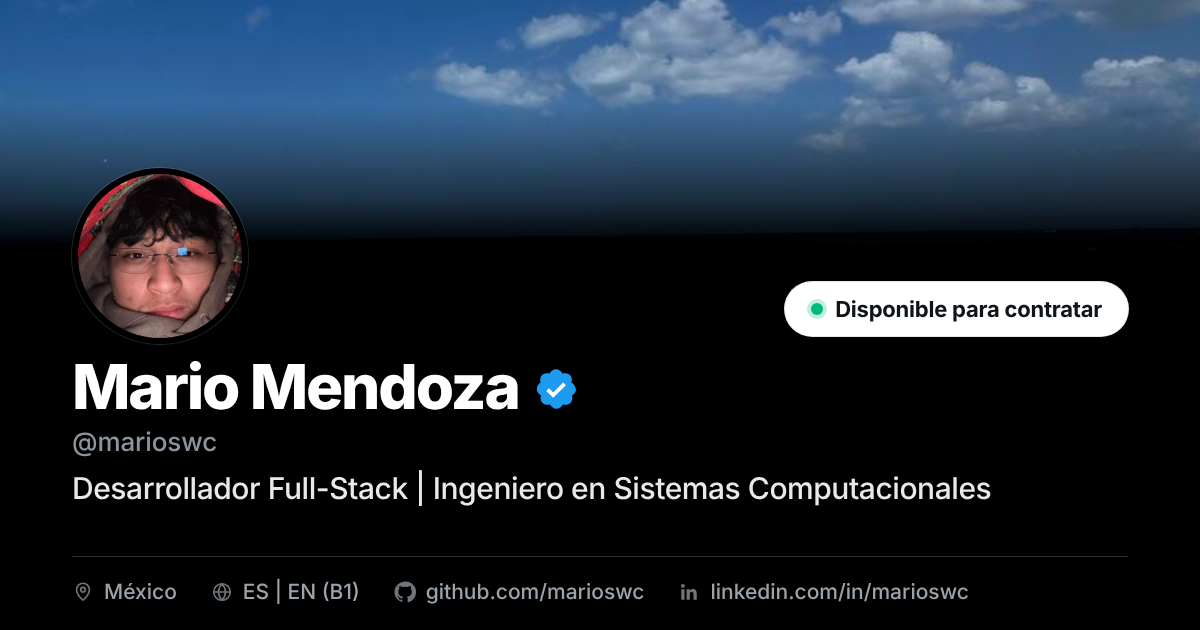 Disponible para contratar
Mario Mendoza
@marioswc
Desarrollador Full-Stack | Ingeniero en Sistemas Computacionales
México ES | EN (B1) github.com/marioswc linkedin.com/in/marioswc